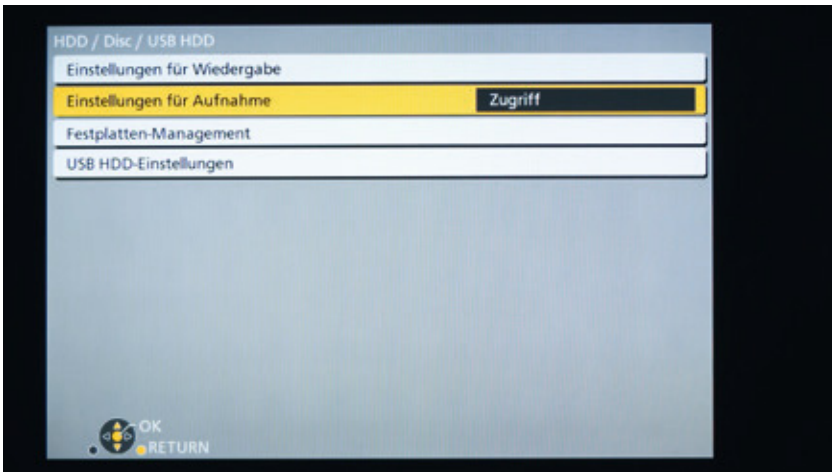 HDD / Disc / USB HDD
Einstellungen für Wiedergabe
Einstellungen für Aufnahme Zugriff
Festplatten-Management
USB HDD-Einstellungen
OK
RETURN